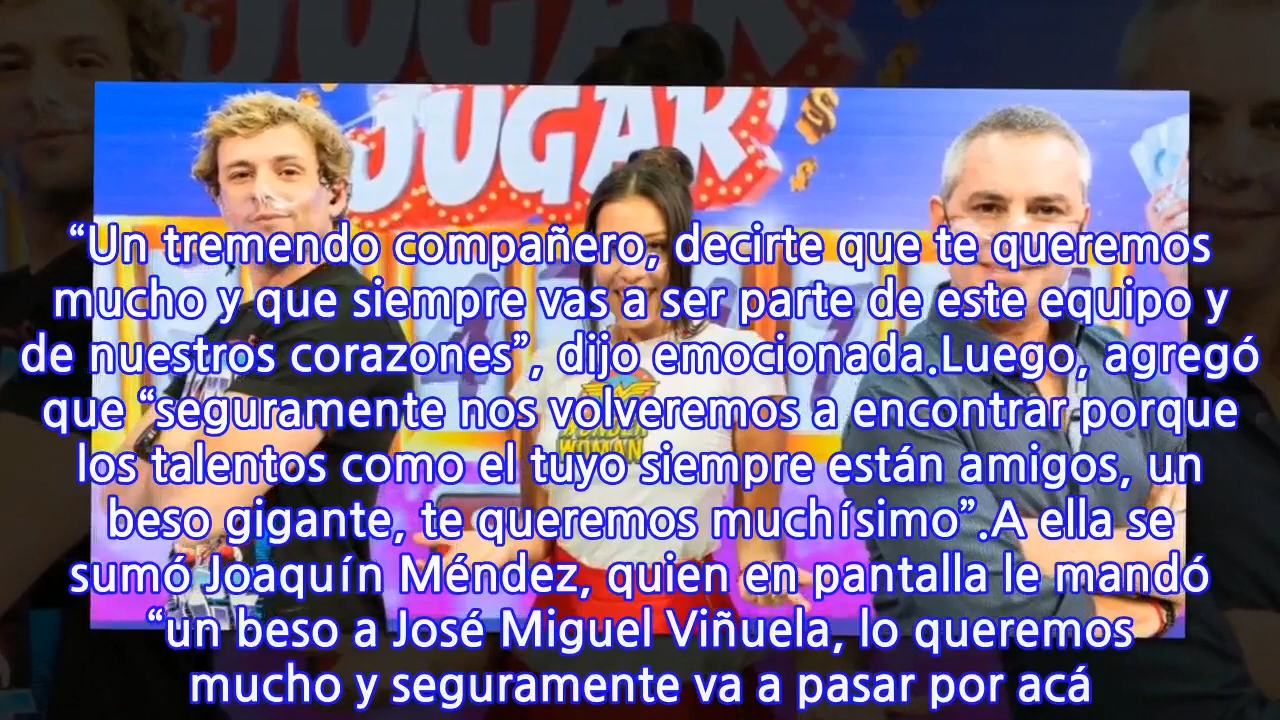 JUGAR!
“Un tremendo compañero, decirte que te queremos
mucho y que siempre vas a ser parte de este equipo y
de nuestros corazones”, dijo emocionada.Luego, agregó
que “seguramente nos volveremos a encontrar porque
los talentos como el tuyo siempre están amigos, un
beso gigante, te queremos muchísimo”.A ella se
sumó Joaquín Méndez, quien en pantalla le mandó
“un beso a José Miguel Viñuela, lo queremos
mucho y seguramente va a pasar por acá
WONDER
WOMAN